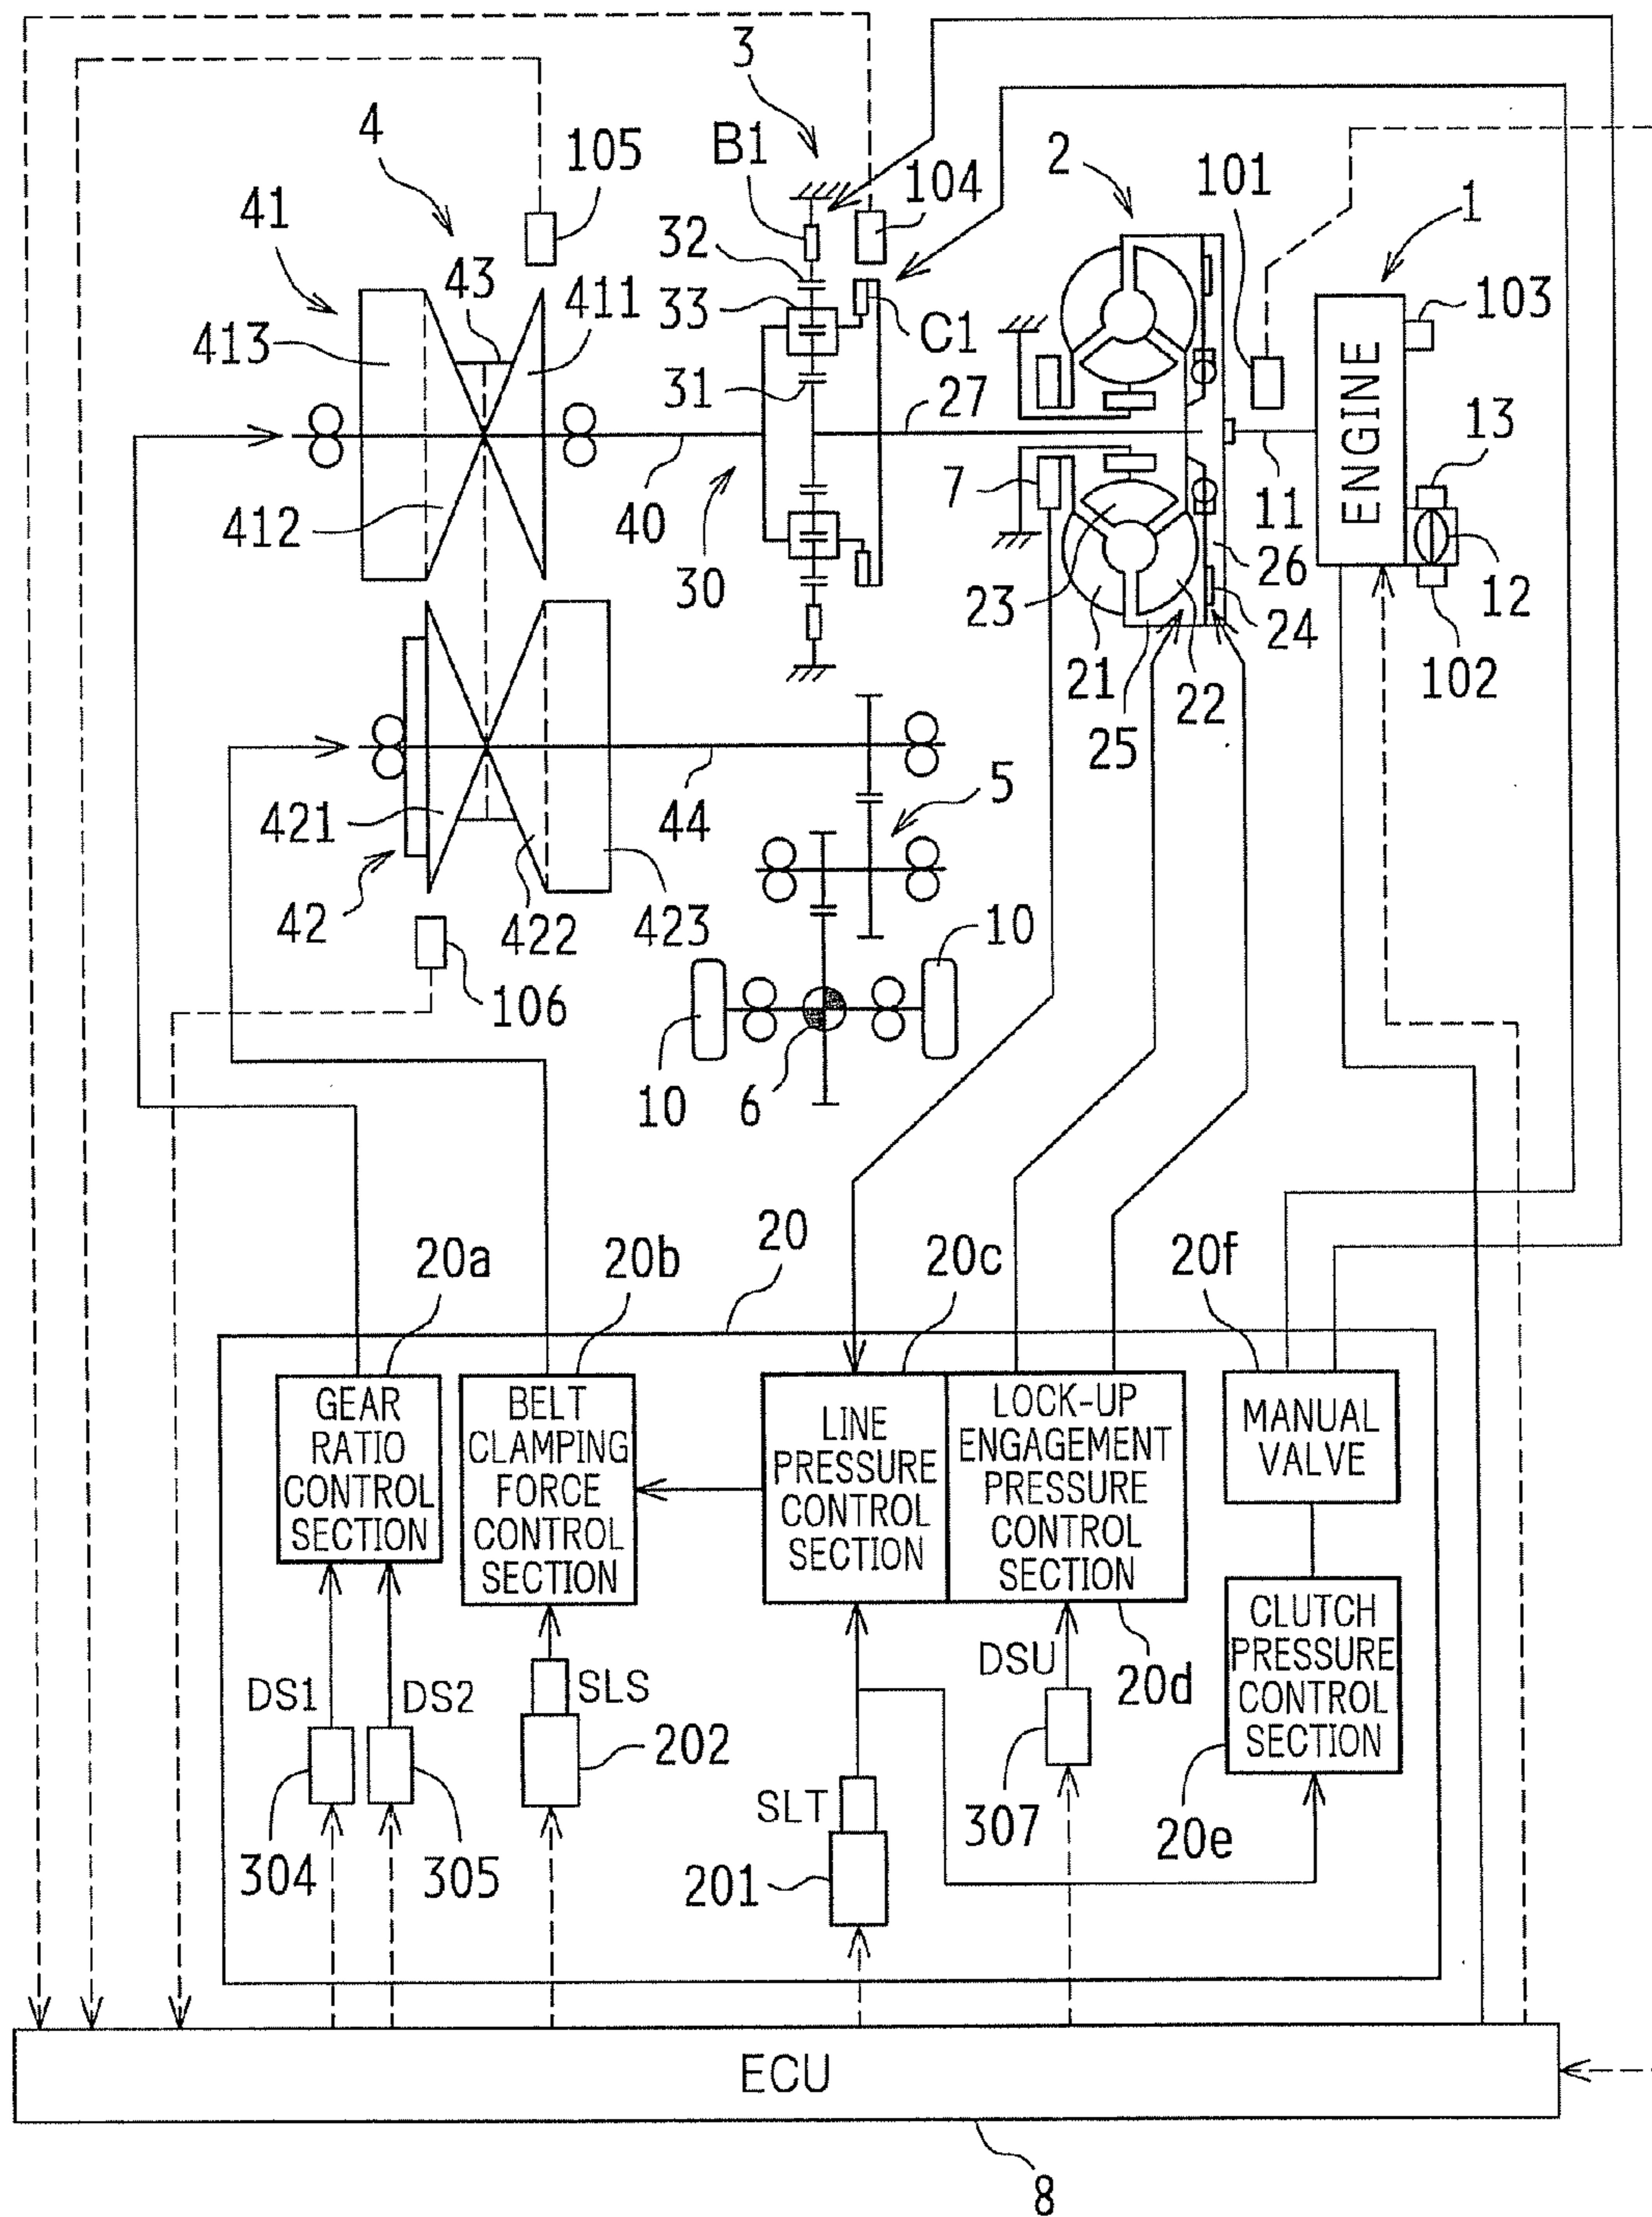 3
4
B1
105
2
101
104
1
41
32
43
411
33
103
C1
413
31
27
ENGINE
13
7
412
40
11
26
30
23
12
24
21
22
102
25
5
421
44
42
422
423
10
106
10
6
20
20a
20b
20c
20f
GEAR
RATIO
CONTROL
SECTION
BELT
CLAMPING
FORCE
CONTROL
SECTION
LINE
PRESSURE
CONTROL
SECTION
LOCK-UP
ENGAGEMENT
PRESSURE
CONTROL
SECTION
MANUAL
VALVE
CLUTCH
PRESSURE
CONTROL
SECTION
DSU
20d
DS1
DS2
SLS
202
SLT
307
20e
304
305
201
ECU
8